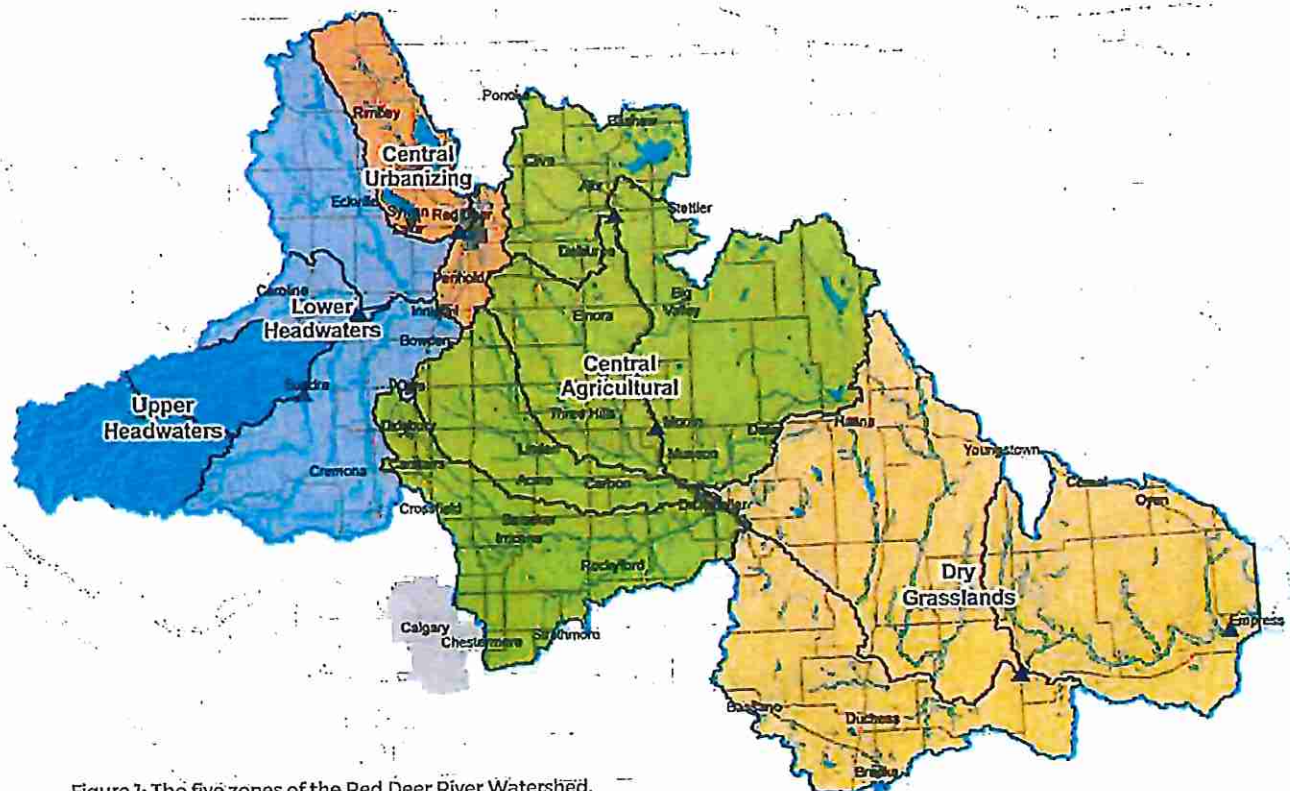 Ponoka
Bashaw
Rimbey
Central
Urbanizing
Clive
Alix
Eckville
Sylvan
Red Deer
Stettler
Delburne
Penhold
Caroline
Lower
Headwaters
Innisfail
Elnora
Big
Valley
Bowden
Central
Agricultural
Sundre
Olds
Upper
Headwaters
Three Hills
Morrin
Delia
Hanna
Didsbury
Linden
Munson
Youngstown
Cremona
Carstairs
Acme
Carbon
Cereal
Oyen
Crossfield
Beiseker
Irricana
Rockyford
Dry
Grasslands
Calgary
Chestermere
Strathmore
Empress
Bassano
Duchess
Brooks
Figure 1: The five zones of the Red Deer River Watershed.